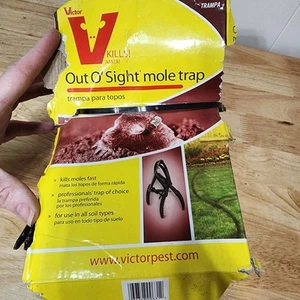 Victor
TRAMPA
V
KILLS!
MATA!
Out O' Sight® mole trap
trampa para topos
• kills moles fast
mata los topos de forma rápida
• professionals' trap of choice
la trampa preferida
por los profesionales
• for use in all soil types
para uso en todo tipo de suelo
www.victorpest.com